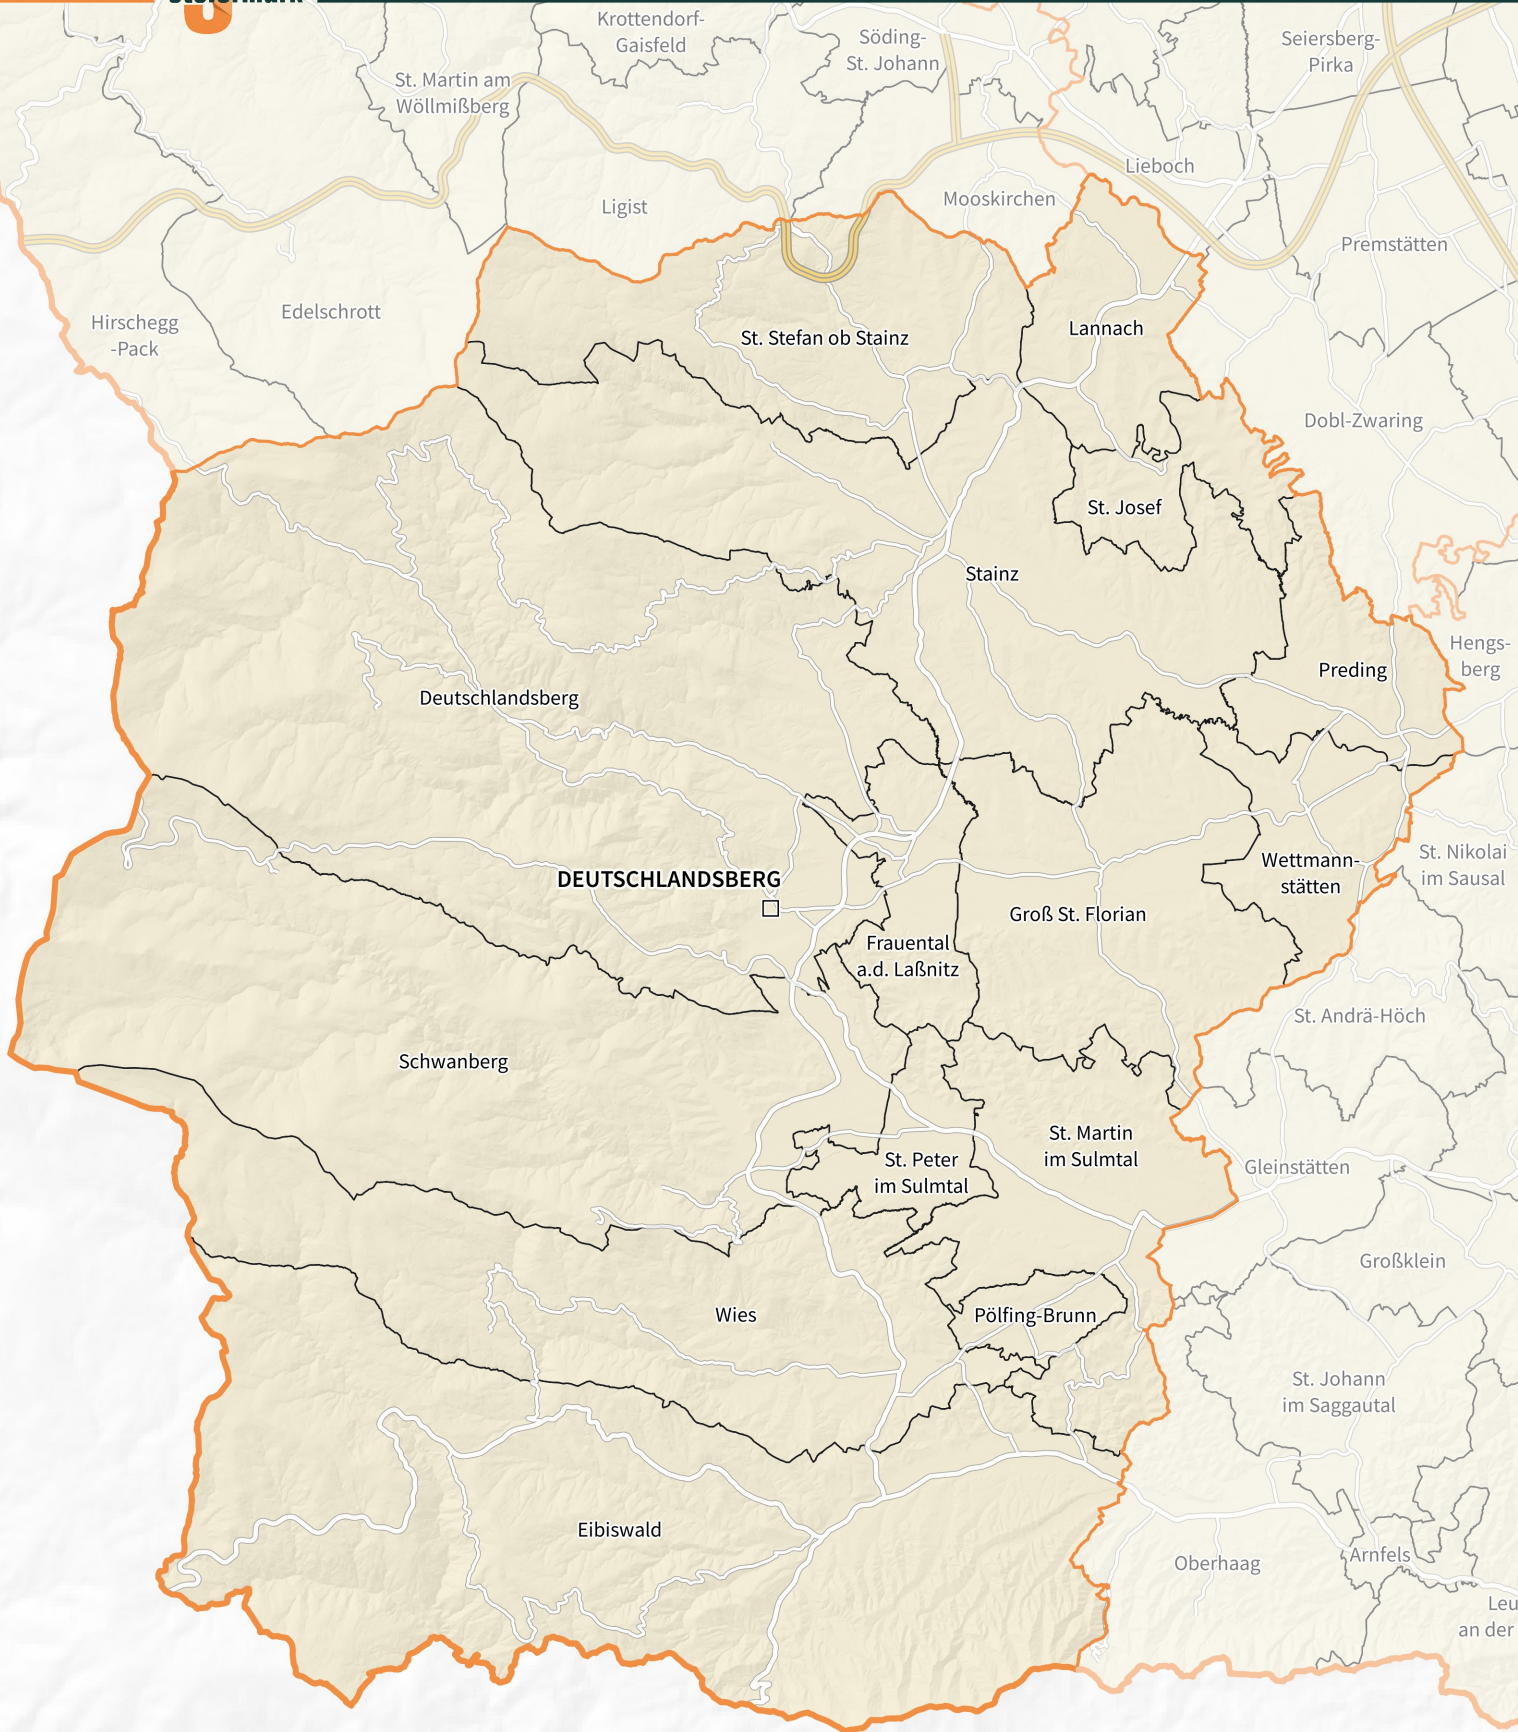 Steiermark
Krottendorf-
Gaisfeld
Söding-
St. Johann
Seiersberg-
Pirka
St. Martin am
Wöllmißberg
Lieboch
Ligist
Mooskirchen
Premstätten
Edelschrott
Hirschegg
-Pack
St. Stefan ob Stainz
Lannach
Dobl-Zwaring
St. Josef
Stainz
Hengs-
berg
Preding
Deutschlandsberg
Wettmann-
stätten
St. Nikolai
im Sausal
DEUTSCHLANDSBERG
Groß St. Florian
Frauental
a.d. Laßnitz
St. Andrä-Höch
Schwanberg
St. Martin
im Sulmtal
St. Peter
im Sulmtal
Gleinstätten
Großklein
Wies
Pölfing-Brunn
St. Johann
im Saggautal
Eibiswald
Oberhaag
Arnfels
Leu
an der